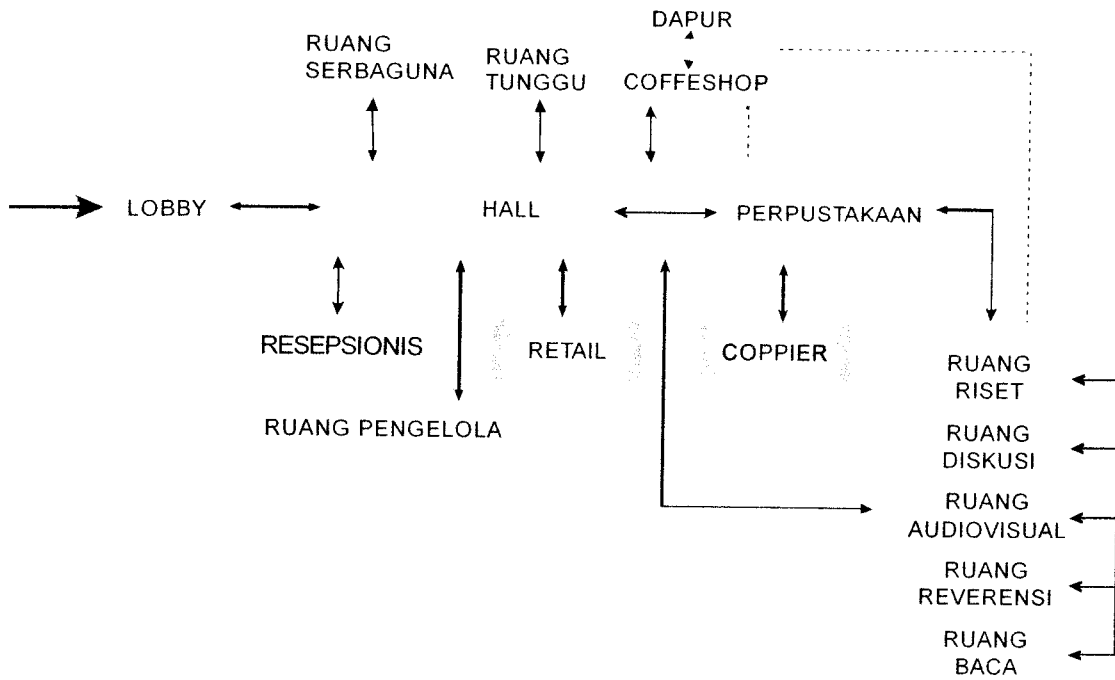 DAPUR
RUANG
SERBAGUNA
RUANG
TUNGGU
COFFESHOP
LOBBY
HALL
PERPUSTAKAAN
RESEPSIONIS
RETAIL
COPPIER
RUANG PENGELOLA
RUANG
RISET
RUANG
DISKUSI
RUANG
AUDIOVISUAL
RUANG
REVERENSI
RUANG
BACA